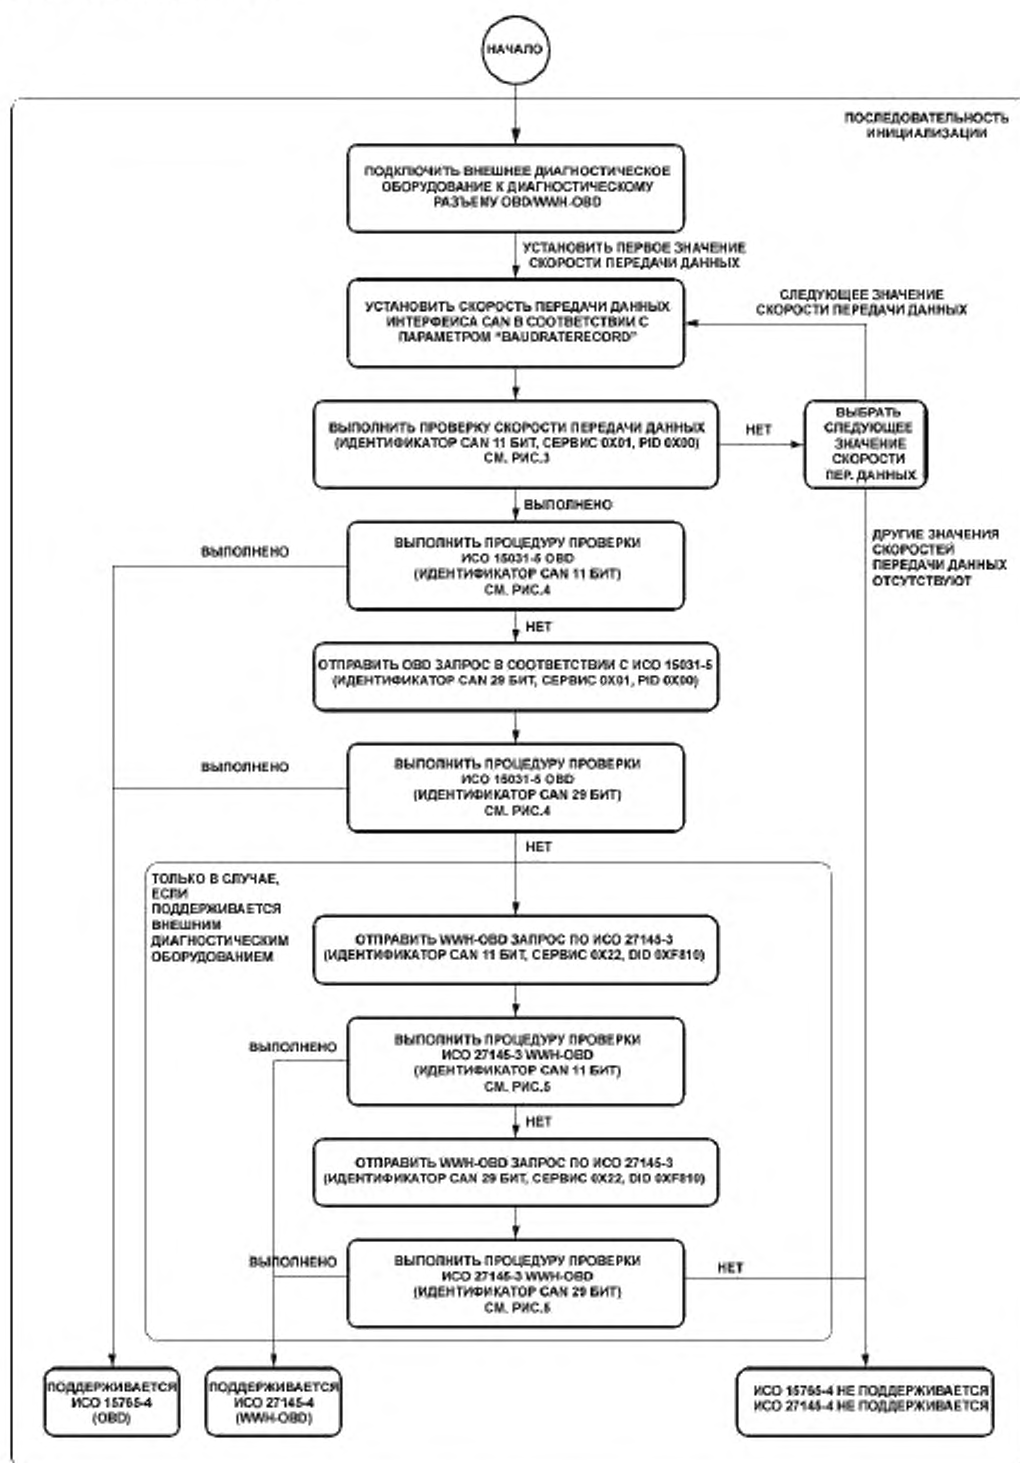 НАЧАЛО
ПОСЛЕДОВАТЕЛЬНОСТЬ
ИНИЦИАЛИЗАЦИИ
ПОДКЛЮЧИТЬ ВНЕШНЕЕ ДИАГНОСТИЧЕСКОЕ
ОБОРУДОВАНИЕ К ДИАГНОСТИЧЕСКОМУ
РАЗЪЕМУ OBD/WWH-OBD
УСТАНОВИТЬ ПЕРВОЕ ЗНАЧЕНИЕ
СКОРОСТИ ПЕРЕДАЧИ ДАННЫХ
УСТАНОВИТЬ СКОРОСТЬ ПЕРЕДАЧИ ДАННЫХ
ИНТЕРФЕЙСА CAN В СООТВЕТСТВИИ С
ПАРАМЕТРОМ "BAUDRATERECORD"
СЛЕДУЮЩЕЕ ЗНАЧЕНИЕ
СКОРОСТИ ПЕРЕДАЧИ ДАННЫХ
ВЫПОЛНИТЬ ПРОВЕРКУ СКОРОСТИ ПЕРЕДАЧИ ДАННЫХ
(ИДЕНТИФИКАТОР CAN 11 БИТ, СЕРВИС 0X01, PID 0X00)
СМ. РИС.3
НЕТ
ВЫБРАТЬ
СЛЕДУЮЩЕЕ
ЗНАЧЕНИЕ
СКОРОСТИ
ПЕР. ДАННЫХ
ВЫПОЛНЕНО
ВЫПОЛНЕНО
ВЫПОЛНИТЬ ПРОЦЕДУРУ ПРОВЕРКИ
ИСО 15031-5 OBD
(ИДЕНТИФИКАТОР CAN 11 БИТ)
СМ. РИС.4
ДРУГИЕ ЗНАЧЕНИЯ
СКОРОСТЕЙ
ПЕРЕДАЧИ ДАННЫХ
ОТСУТСТВУЮТ
НЕТ
ОТПРАВИТЬ OBD ЗАПРОС В СООТВЕТСТВИИ С ИСО 15031-5
(ИДЕНТИФИКАТОР CAN 29 БИТ, СЕРВИС 0X01, PID 0X00)
ВЫПОЛНЕНО
ВЫПОЛНИТЬ ПРОЦЕДУРУ ПРОВЕРКИ
ИСО 15031-5 OBD
(ИДЕНТИФИКАТОР CAN 29 БИТ)
СМ. РИС.4
НЕТ
ТОЛЬКО В СЛУЧАЕ,
ЕСЛИ
ПОДДЕРЖИВАЕТСЯ
ВНЕШНИМ
ДИАГНОСТИЧЕСКИМ
ОБОРУДОВАНИЕМ
ОТПРАВИТЬ WWH-OBD ЗАПРОС ПО ИСО 27145-3
(ИДЕНТИФИКАТОР CAN 11 БИТ, СЕРВИС 0X22, DID 0XF810)
ВЫПОЛНЕНО
ВЫПОЛНИТЬ ПРОЦЕДУРУ ПРОВЕРКИ
ИСО 27145-3 WWH-OBD
(ИДЕНТИФИКАТОР CAN 11 БИТ)
СМ. РИС.5
НЕТ
ОТПРАВИТЬ WWH-OBD ЗАПРОС ПО ИСО 27145-3
(ИДЕНТИФИКАТОР CAN 29 БИТ, СЕРВИС 0X22, DID 0XF810)
ВЫПОЛНЕНО
ВЫПОЛНИТЬ ПРОЦЕДУРУ ПРОВЕРКИ
ИСО 27145-3 WWH-OBD
(ИДЕНТИФИКАТОР CAN 29 БИТ)
СМ. РИС.5
НЕТ
ПОДДЕРЖИВАЕТСЯ
ИСО 15765-4
(OBD)
ПОДДЕРЖИВАЕТСЯ
ИСО 27145-4
(WWH-OBD)
ИСО 15765-4 НЕ ПОДДЕРЖИВАЕТСЯ
ИСО 27145-4 НЕ ПОДДЕРЖИВАЕТСЯ